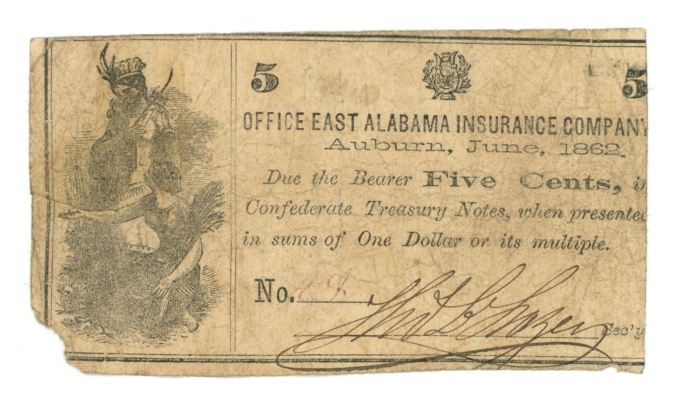 5 5
OFFICE EAST ALABAMA INSURANCE COMPANY
Auburn, June, 1862.
Due the Bearer Five Cents, in
Confederate Treasury Notes, when presented
in sums of One Dollar or its multiple.
No.
Sec'y